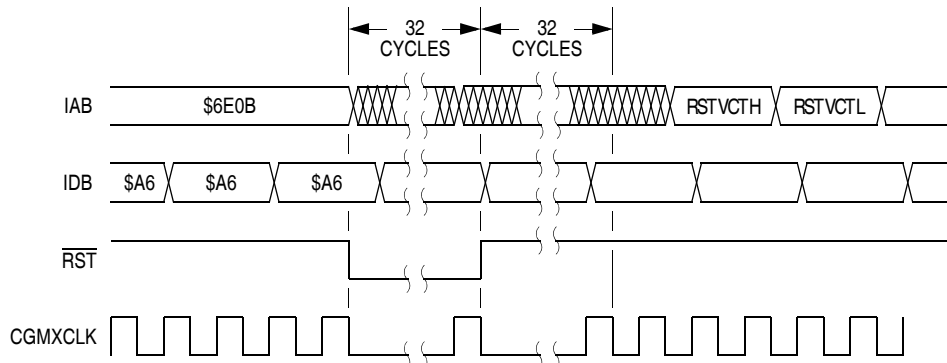 32 CYCLES
32 CYCLES
IAB $6E0B RSTVCTH RSTVCTL
IDB $A6 $A6 $A6
RST
CGMXCLK